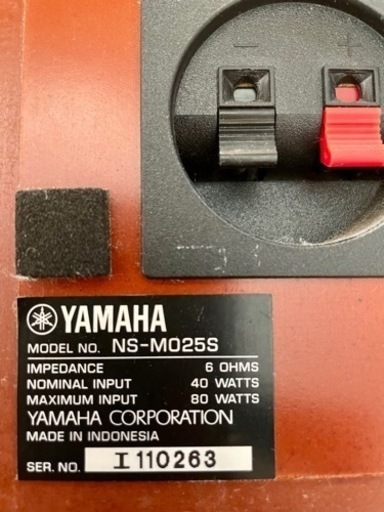 − +
YAMAHA
MODEL NO. NS-M025S
IMPEDANCE 6 OHMS
NOMINAL INPUT 40 WATTS
MAXIMUM INPUT 80 WATTS
YAMAHA CORPORATION
MADE IN INDONESIA
SER. NO. I 110263